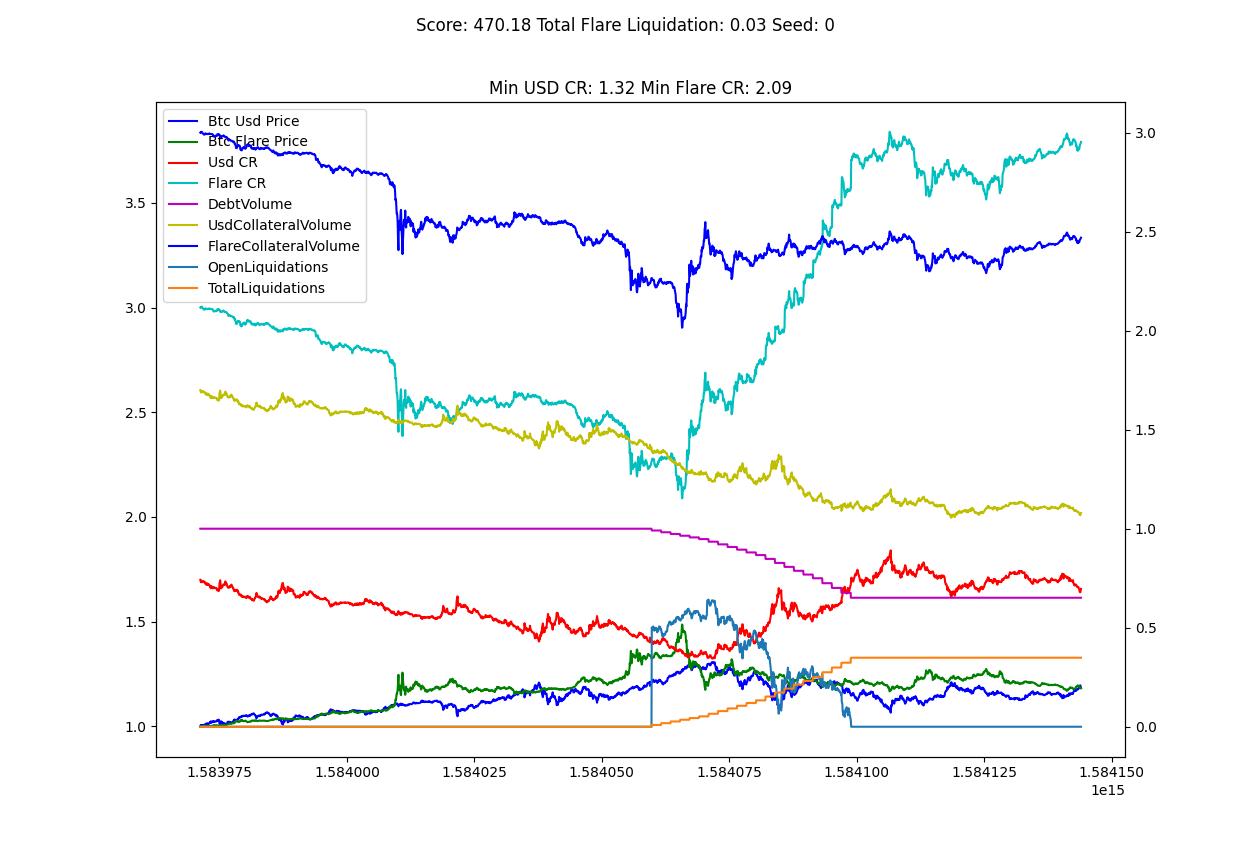 Score: 470.18 Total Flare Liquidation: 0.03 Seed: 0
Min USD CR: 1.32 Min Flare CR: 2.09
Btc Usd Price
Btc Flare Price
Usd CR
Flare CR
DebtVolume
UsdCollateralVolume
FlareCollateralVolume
OpenLiquidations
TotalLiquidations
3.5
3.0
2.5
2.0
1.5
1.0
3.0
2.5
2.0
1.5
1.0
0.5
0.0
1.583975 1.584000 1.584025 1.584050 1.584075 1.584100 1.584125 1.584150
1e15